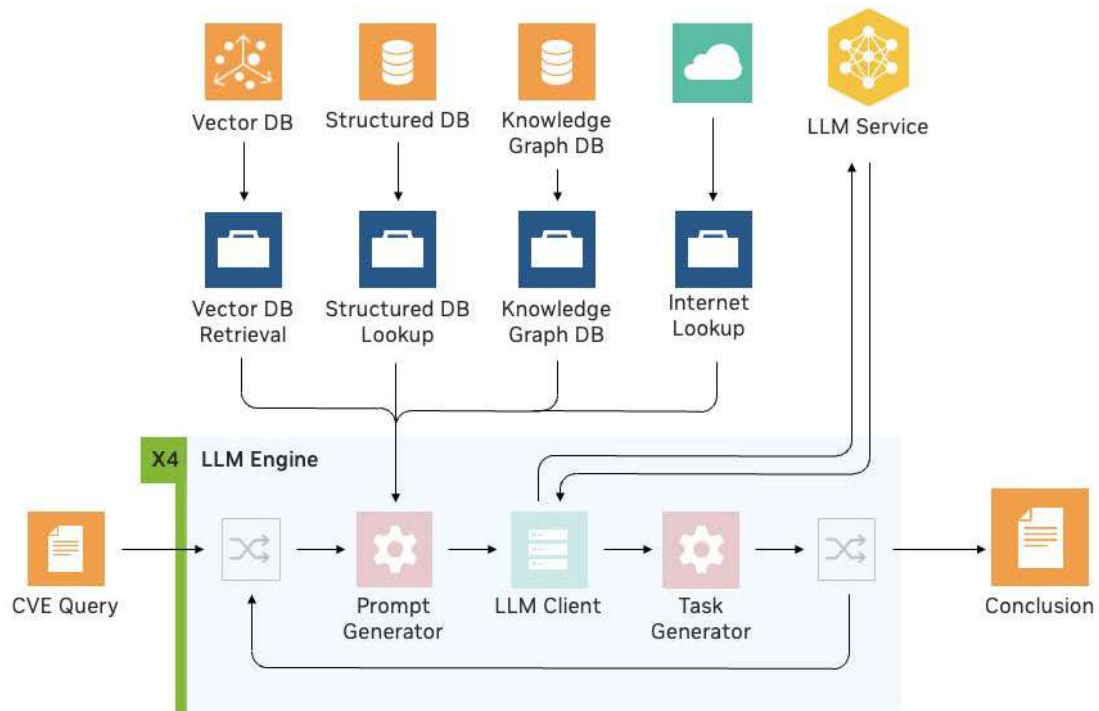 Vector DB
Structured DB
Knowledge
Graph DB
LLM Service
Vector DB
Retrieval
Structured DB
Lookup
Knowledge
Graph DB
Internet
Lookup
X4
LLM Engine
CVE Query
Prompt
Generator
LLM Client
Task
Generator
Conclusion